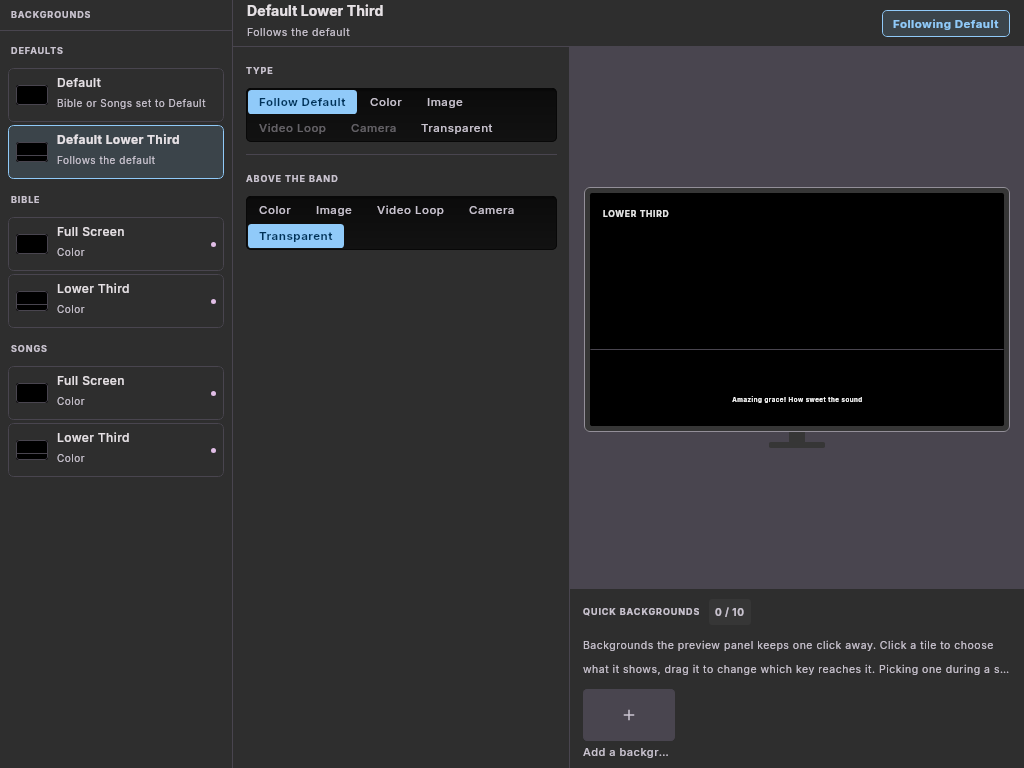 BACKGROUNDS
DEFAULTS
Default
Bible or Songs set to Default
Default Lower Third
Follows the default
BIBLE
Full Screen
Color
Lower Third
Color
SONGS
Full Screen
Color
Lower Third
Color
Default Lower Third
Follows the default
Following Default
TYPE
Follow Default Color Image
Video Loop Camera Transparent
ABOVE THE BAND
Color Image Video Loop Camera
Transparent
LOWER THIRD
Amazing grace! How sweet the sound
QUICK BACKGROUNDS 0 / 10
Backgrounds the preview panel keeps one click away. Click a tile to choose
what it shows, drag it to change which key reaches it. Picking one during a s...
+
Add a backgr...